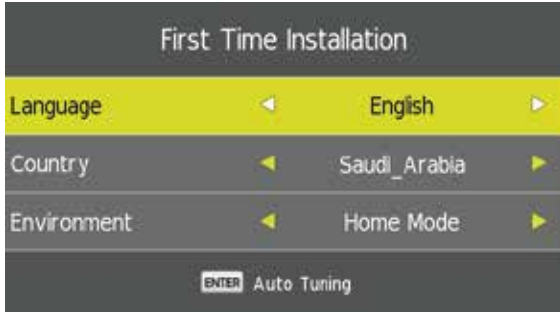 First Time Installation
Language English
Country Saudi_Arabia
Environment Home Mode
ENTER Auto Tuning